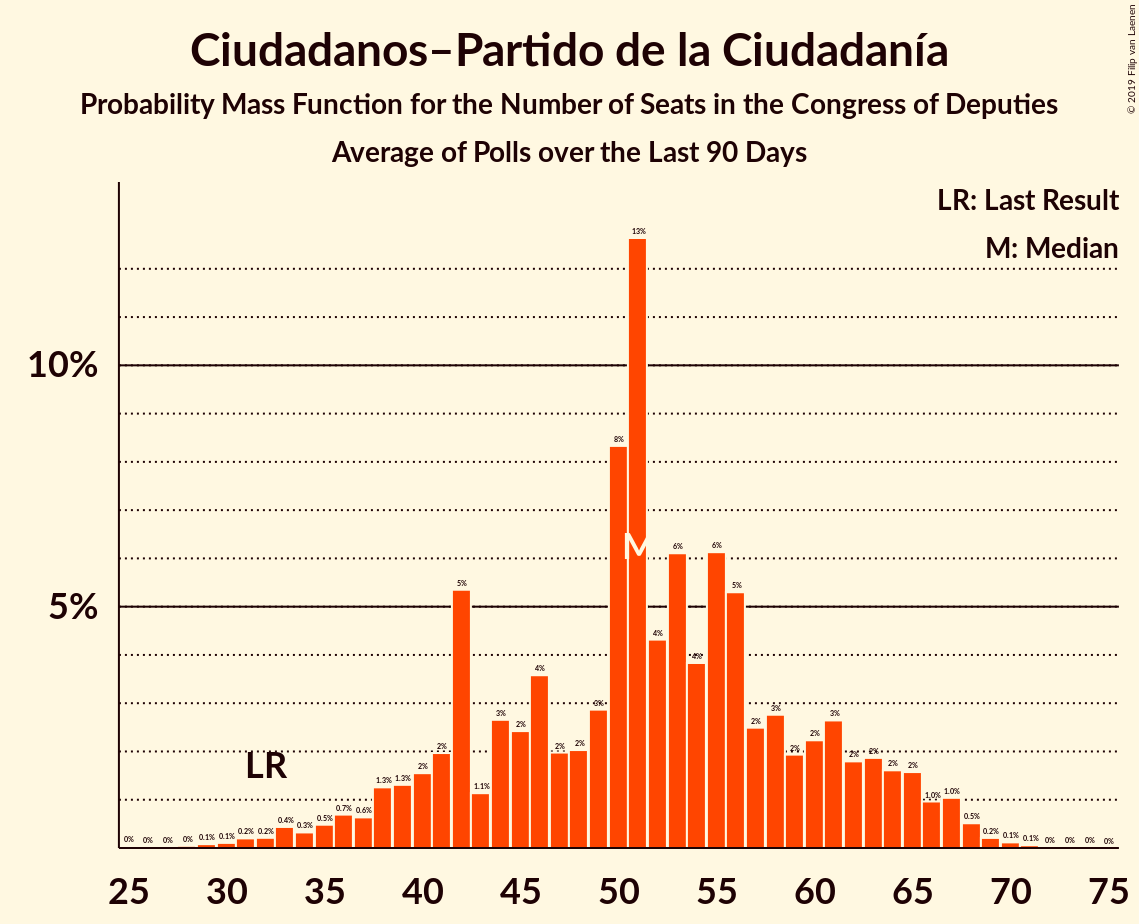 Ciudadanos–Partido de la Ciudadanía
Probability Mass Function for the Number of Seats in the Congress of Deputies
Average of Polls over the Last 90 Days
© 2019 Filip van Laenen
LR: Last Result
M: Median
10%
5%
LR
M
0% 0% 0% 0% 0.1% 0.1% 0.2% 0.2% 0.4% 0.3% 0.5% 0.7% 0.6% 1.3% 1.3% 2% 2% 5% 1.1% 3% 2% 4% 2% 2% 3% 8% 13% 4% 6% 4% 6% 5% 2% 3% 2% 2% 3% 2% 2% 2% 2% 1.0% 1.0% 0.5% 0.2% 0.1% 0.1% 0% 0% 0% 0%
25 30 35 40 45 50 55 60 65 70 75